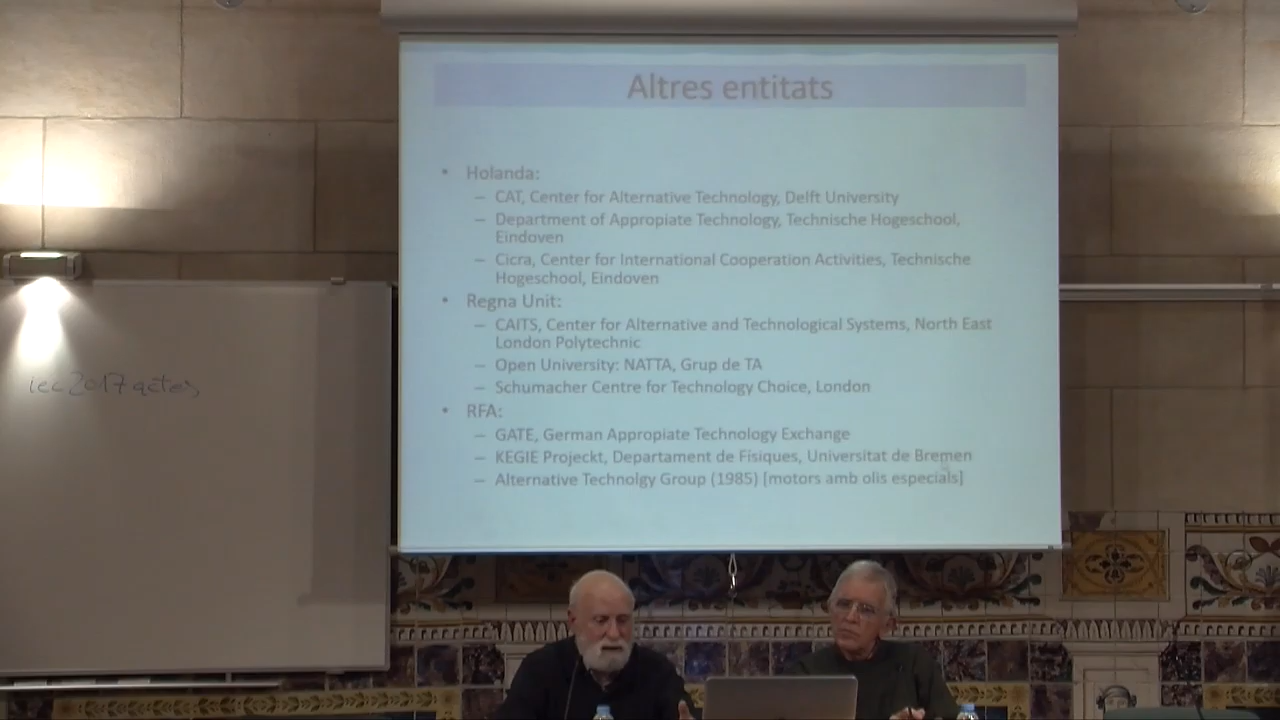 Altres entitats
• Holanda:
– CAT, Center for Alternative Technology, Delft University
– Department of Appropiate Technology, Technische Hogeschool,
Eindoven
– Cicra, Center for International Cooperation Activities, Technische
Hogeschool, Eindoven
• Regna Unit:
– CAITS, Center for Alternative and Technological Systems, North East
London Polytechnic
– Open University: NATTA, Grup de TA
– Schumacher Centre for Technology Choice, London
• RFA:
– GATE, German Appropiate Technology Exchange
– KEGIE Projeckt, Departament de Físiques, Universitat de Bremen
– Alternative Technolgy Group (1985) [motors amb olis especials]
iec2017actes